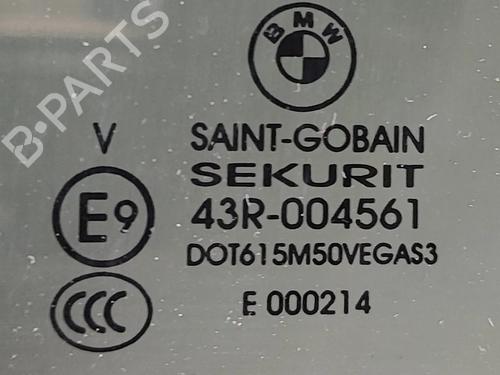 B-PARTS
BMW
V SAINT-GOBAIN
SEKURIT
E9 43R-004561
DOT615M50VEGAS3
CCC E 000214